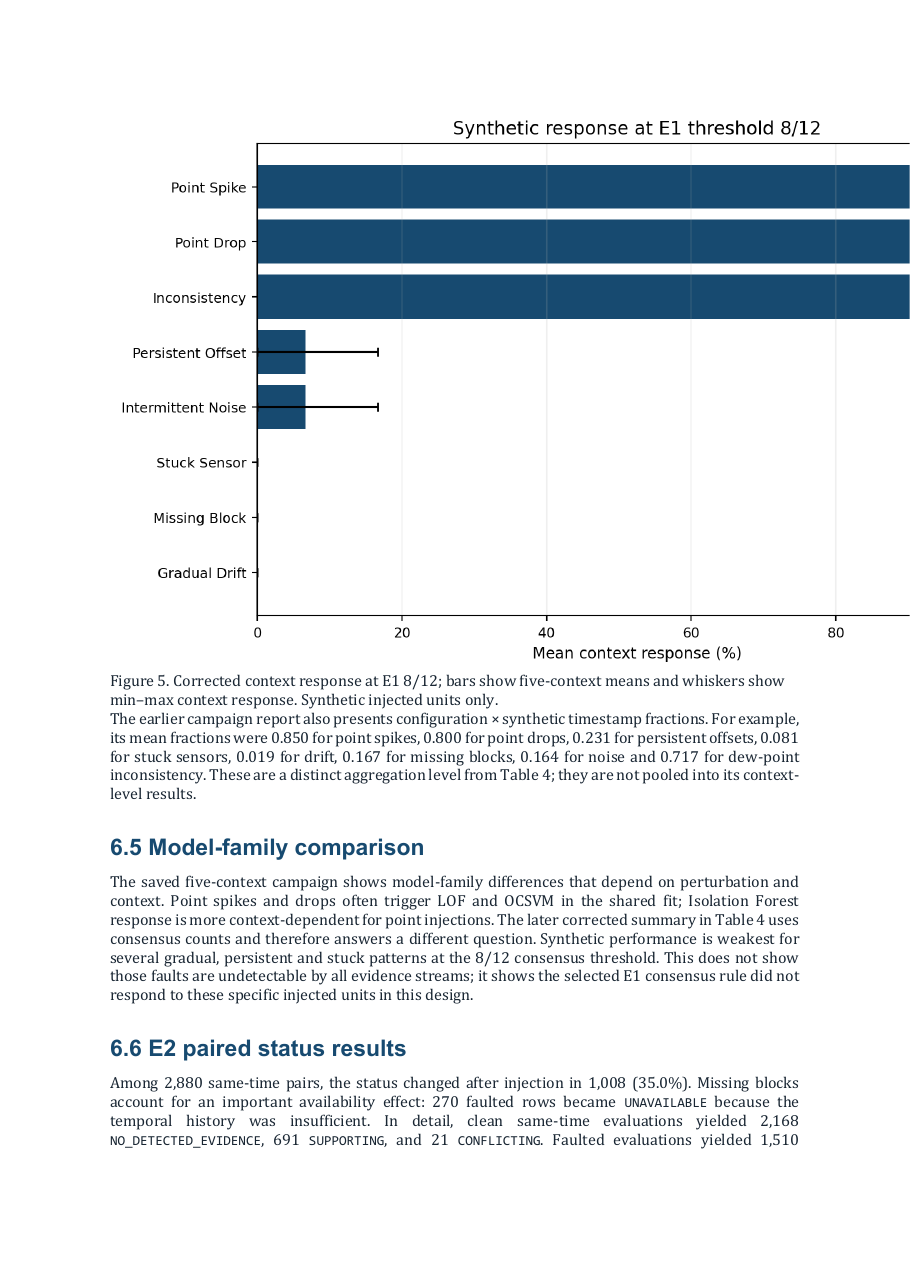 Synthetic response at E1 threshold 8/12
Point Spike
Point Drop
Inconsistency
Persistent Offset
Intermittent Noise
Stuck Sensor
Missing Block
Gradual Drift
0 20 40 60 80
Mean context response (%)
Figure 5. Corrected context response at E1 8/12; bars show five-context means and whiskers show
min–max context response. Synthetic injected units only.
The earlier campaign report also presents configuration × synthetic timestamp fractions. For example,
its mean fractions were 0.850 for point spikes, 0.800 for point drops, 0.231 for persistent offsets, 0.081
for stuck sensors, 0.019 for drift, 0.167 for missing blocks, 0.164 for noise and 0.717 for dew-point
inconsistency. These are a distinct aggregation level from Table 4; they are not pooled into its context-
level results.
6.5 Model-family comparison
The saved five-context campaign shows model-family differences that depend on perturbation and
context. Point spikes and drops often trigger LOF and OCSVM in the shared fit; Isolation Forest
response is more context-dependent for point injections. The later corrected summary in Table 4 uses
consensus counts and therefore answers a different question. Synthetic performance is weakest for
several gradual, persistent and stuck patterns at the 8/12 consensus threshold. This does not show
those faults are undetectable by all evidence streams; it shows the selected E1 consensus rule did not
respond to these specific injected units in this design.
6.6 E2 paired status results
Among 2,880 same-time pairs, the status changed after injection in 1,008 (35.0%). Missing blocks
account for an important availability effect: 270 faulted rows became UNAVAILABLE because the
temporal history was insufficient. In detail, clean same-time evaluations yielded 2,168
NO_DETECTED_EVIDENCE, 691 SUPPORTING, and 21 CONFLICTING. Faulted evaluations yielded 1,510